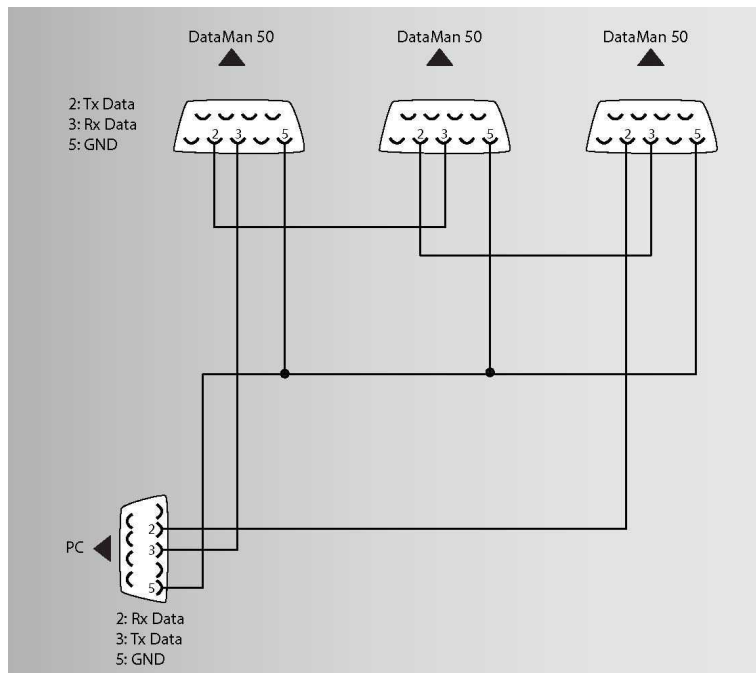 DataMan 50 DataMan 50 DataMan 50
2: Tx Data
3: Rx Data
5: GND
2 3 5 2 3 5 2 3 5
2
PC 3
5
2: Rx Data
3: Tx Data
5: GND